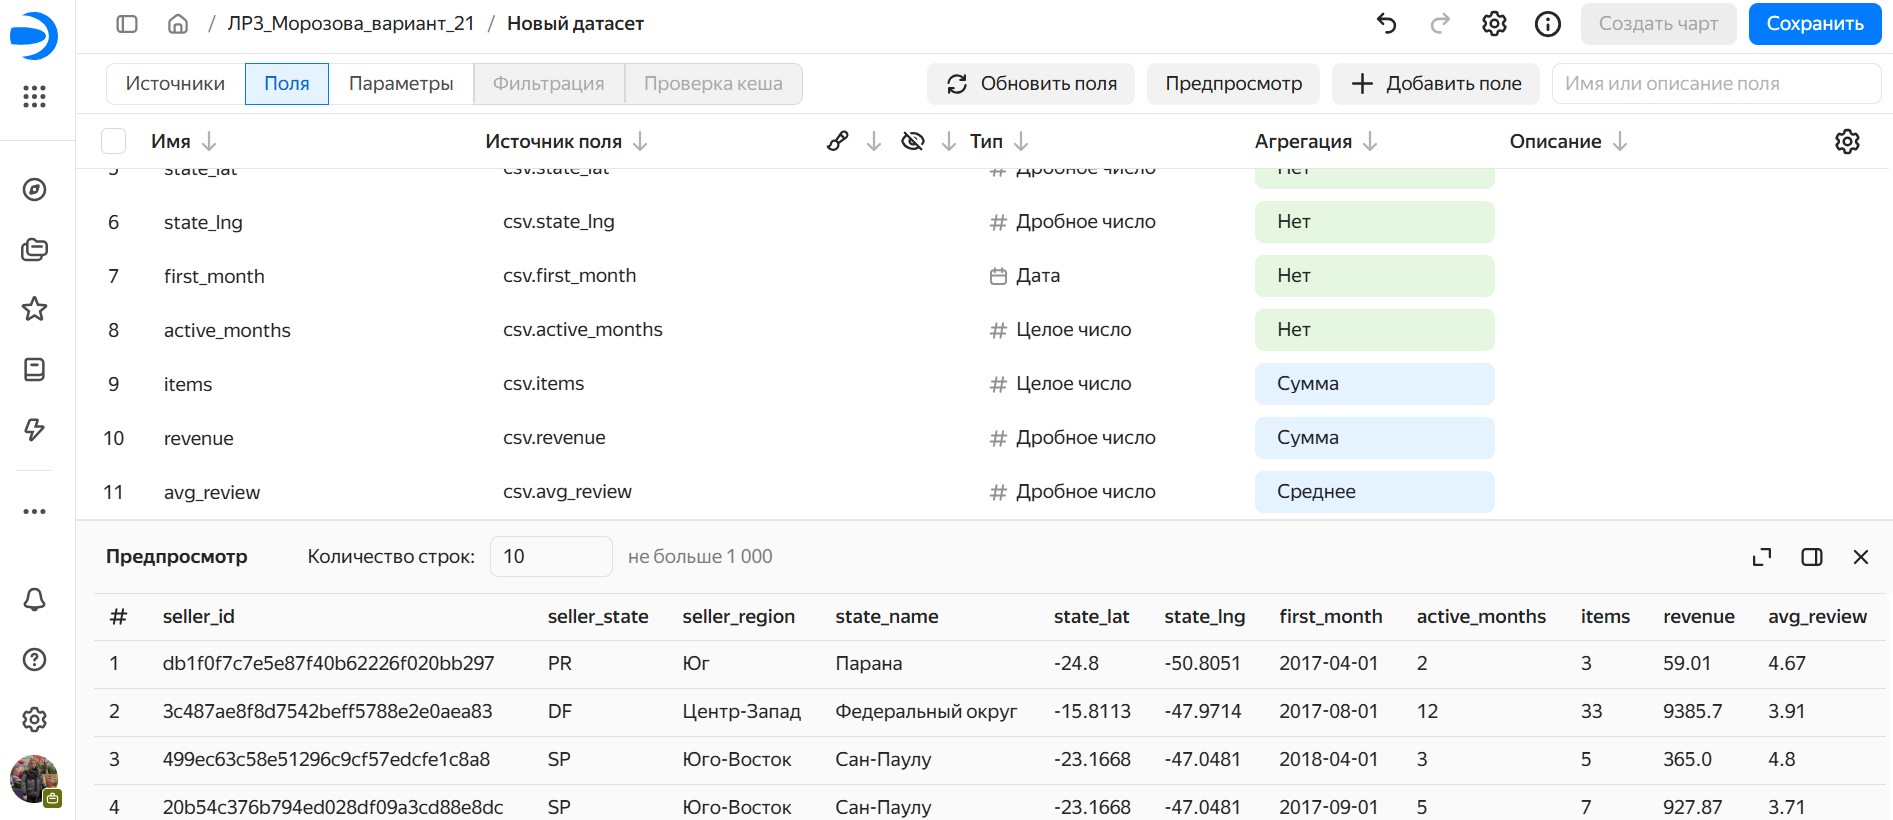 / ЛР3_Морозова_вариант_21 / Новый датасет
Создать чарт
Сохранить
Источники Поля Параметры Фильтрация Проверка кеша
Обновить поля Предпросмотр Добавить поле Имя или описание поля
Имя Источник поля Тип Агрегация Описание
5 state_lat csv.state_lat # Дробное число Нет
6 state_lng csv.state_lng # Дробное число Нет
7 first_month csv.first_month Дата Нет
8 active_months csv.active_months # Целое число Нет
9 items csv.items # Целое число Сумма
10 revenue csv.revenue # Дробное число Сумма
11 avg_review csv.avg_review # Дробное число Среднее
Предпросмотр Количество строк: 10 не больше 1 000
# seller_id seller_state seller_region state_name state_lat state_lng first_month active_months items revenue avg_review
1 db1f0f7c7e5e87f40b62226f020bb297 PR Юг Парана -24.8 -50.8051 2017-04-01 2 3 59.01 4.67
2 3c487ae8f8d7542beff5788e2e0aea83 DF Центр-Запад Федеральный округ -15.8113 -47.9714 2017-08-01 12 33 9385.7 3.91
3 499ec63c58e51296c9cf57edcfe1c8a8 SP Юго-Восток Сан-Паулу -23.1668 -47.0481 2018-04-01 3 5 365.0 4.8
4 20b54c376b794ed028df09a3cd88e8dc SP Юго-Восток Сан-Паулу -23.1668 -47.0481 2017-09-01 5 7 927.87 3.71